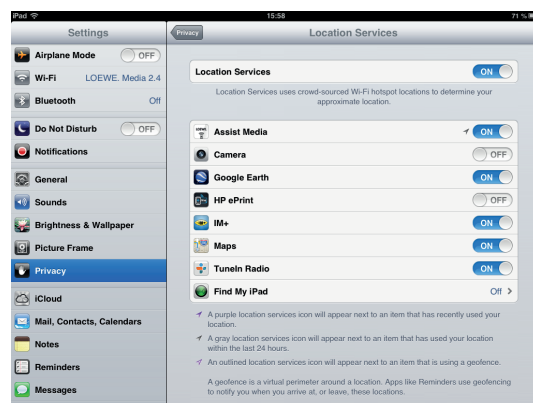 iPad 15:58 71 %
Settings
Airplane Mode OFF
Wi-Fi LOEWE. Media 2.4
Bluetooth Off
Do Not Disturb OFF
Notifications
General
Sounds
Brightness & Wallpaper
Picture Frame
Privacy
iCloud
Mail, Contacts, Calendars
Notes
Reminders
Messages
Privacy Location Services
Location Services ON
Location Services uses crowd-sourced Wi-Fi hotspot locations to determine your
approximate location.
Assist Media ON
Camera OFF
Google Earth ON
HP ePrint OFF
IM+ ON
Maps ON
TuneIn Radio ON
Find My iPad Off
A purple location services icon will appear next to an item that has recently used your
location.
A gray location services icon will appear next to an item that has used your location
within the last 24 hours.
An outlined location services icon will appear next to an item that is using a geofence.
A geofence is a virtual perimeter around a location. Apps like Reminders use geofencing
to notify you when you arrive at, or leave, these locations.